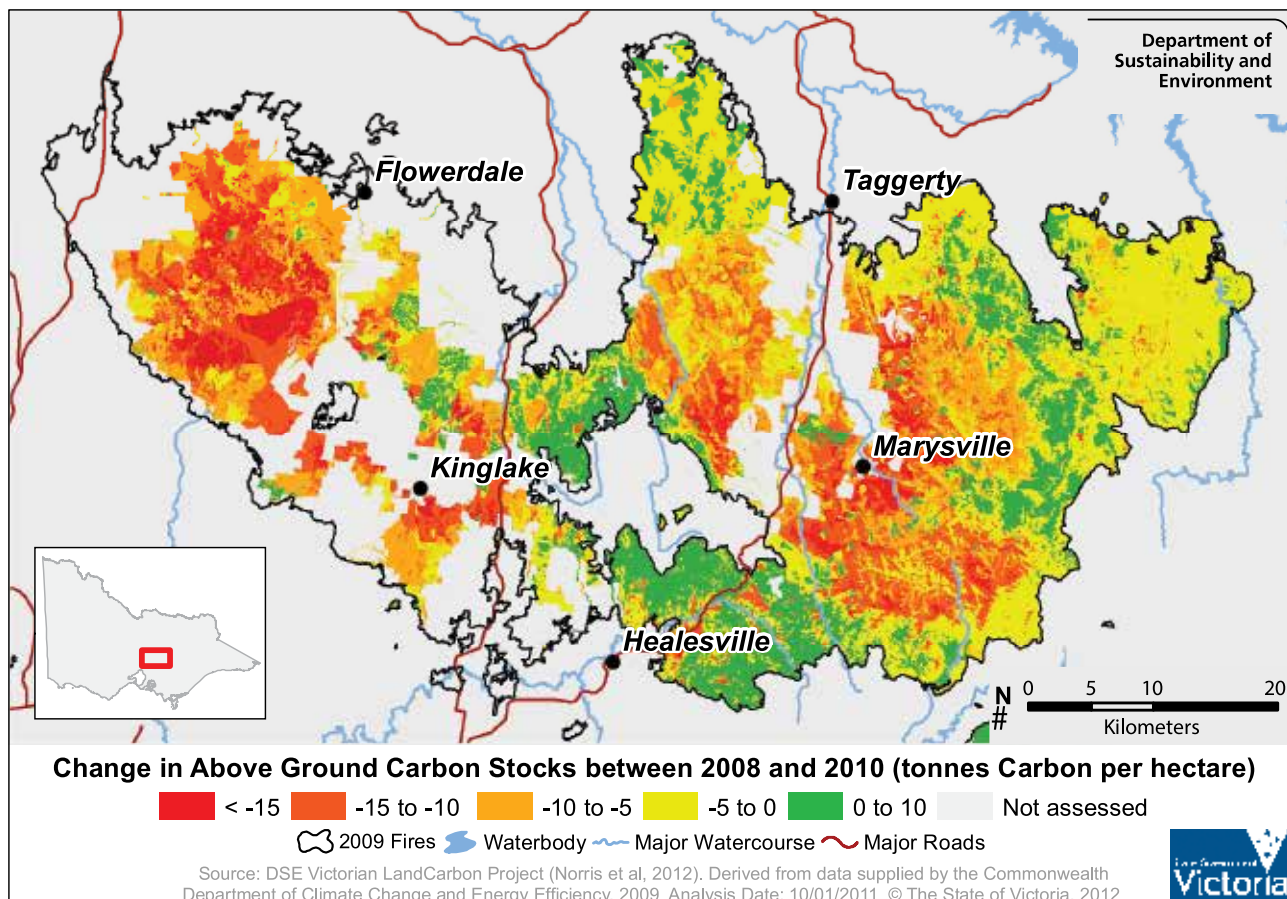 Department of
Sustainability and
Environment
Flowerdale
Taggerty
Marysville
Kinglake
Healesville
N
#
0 5 10 20
Kilometers
Change in Above Ground Carbon Stocks between 2008 and 2010 (tonnes Carbon per hectare)
< -15 -15 to -10 -10 to -5 -5 to 0 0 to 10 Not assessed
2009 Fires Waterbody Major Watercourse Major Roads
Source: DSE Victorian LandCarbon Project (Norris et al, 2012). Derived from data supplied by the Commonwealth
Department of Climate Change and Energy Efficiency, 2009. Analysis Date: 10/01/2011. © The State of Victoria, 2012
Victoria